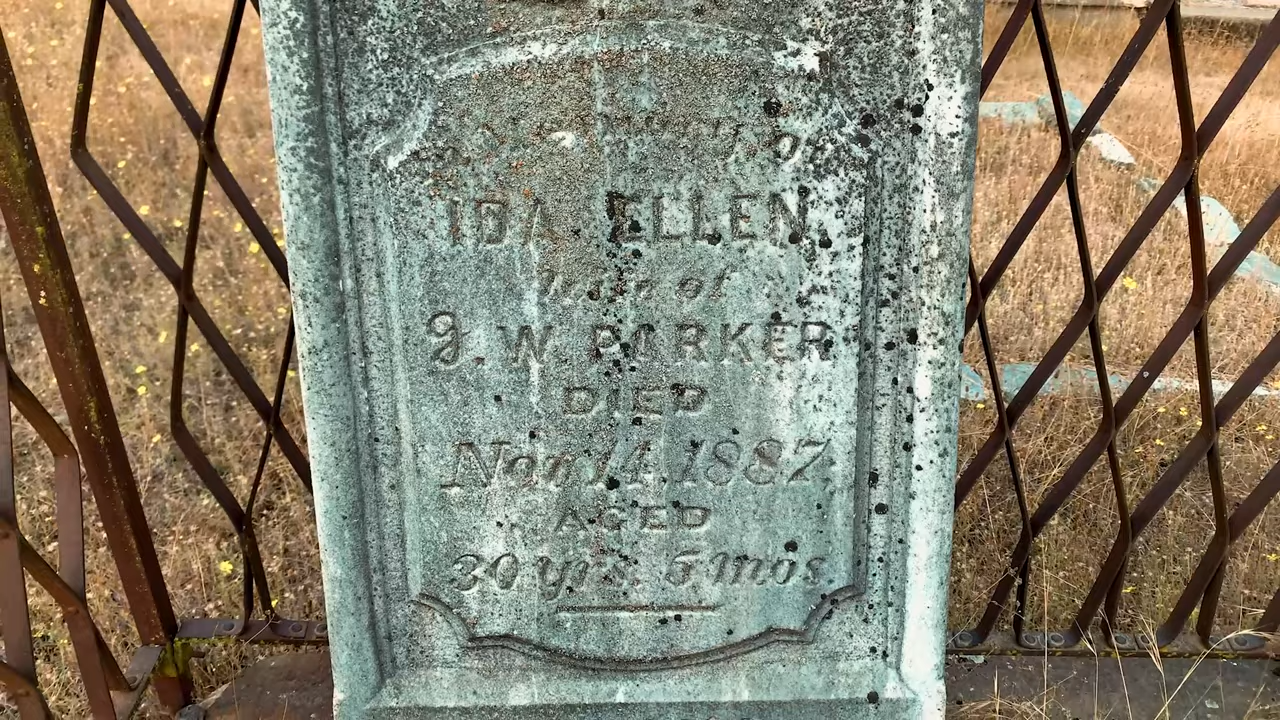 IDA ELLEN
Wife of
J. W. PARKER
DIED
Nov 14, 1887.
AGED
30 yrs. 5 mos.